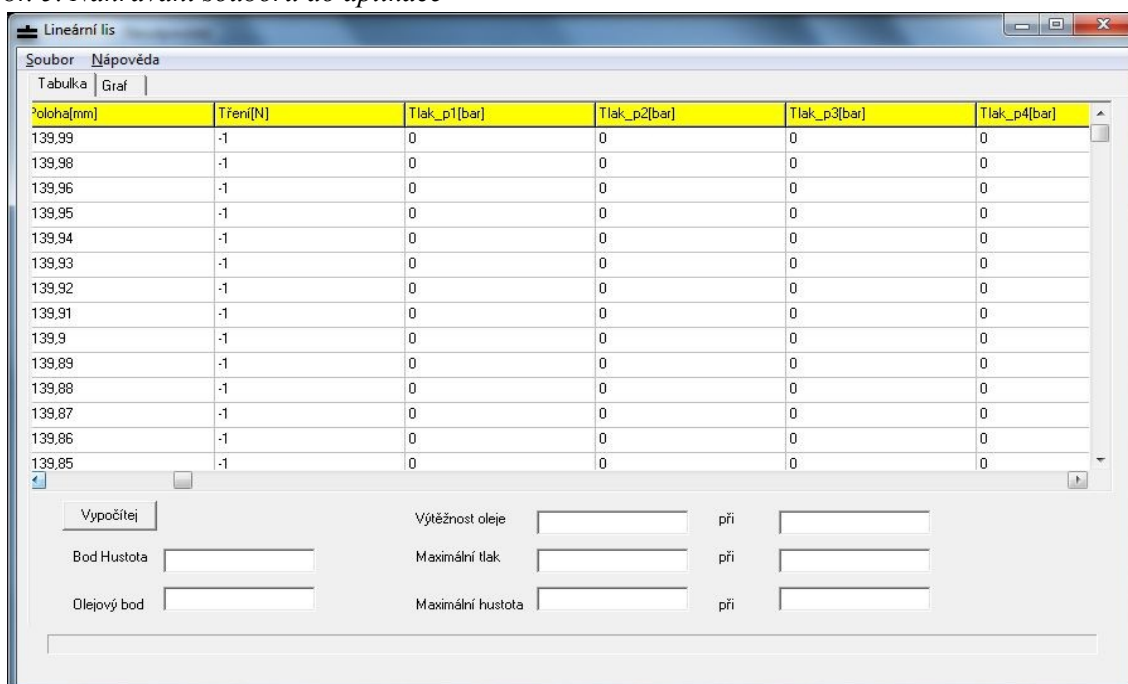 Nahrávání souboru do aplikace
Lineární lis
Soubor Nápověda
Tabulka Graf
Poloha[mm] Tření[N] Tlak_p1[bar] Tlak_p2[bar] Tlak_p3[bar] Tlak_p4[bar]
139,99 -1 0 0 0 0
139,98 -1 0 0 0 0
139,96 -1 0 0 0 0
139,95 -1 0 0 0 0
139,94 -1 0 0 0 0
139,93 -1 0 0 0 0
139,92 -1 0 0 0 0
139,91 -1 0 0 0 0
139,9 -1 0 0 0 0
139,89 -1 0 0 0 0
139,88 -1 0 0 0 0
139,87 -1 0 0 0 0
139,86 -1 0 0 0 0
139,85 -1 0 0 0 0
Vypočítej Výtěžnost oleje při
Bod Hustota Maximální tlak při
Olejový bod Maximální hustota při